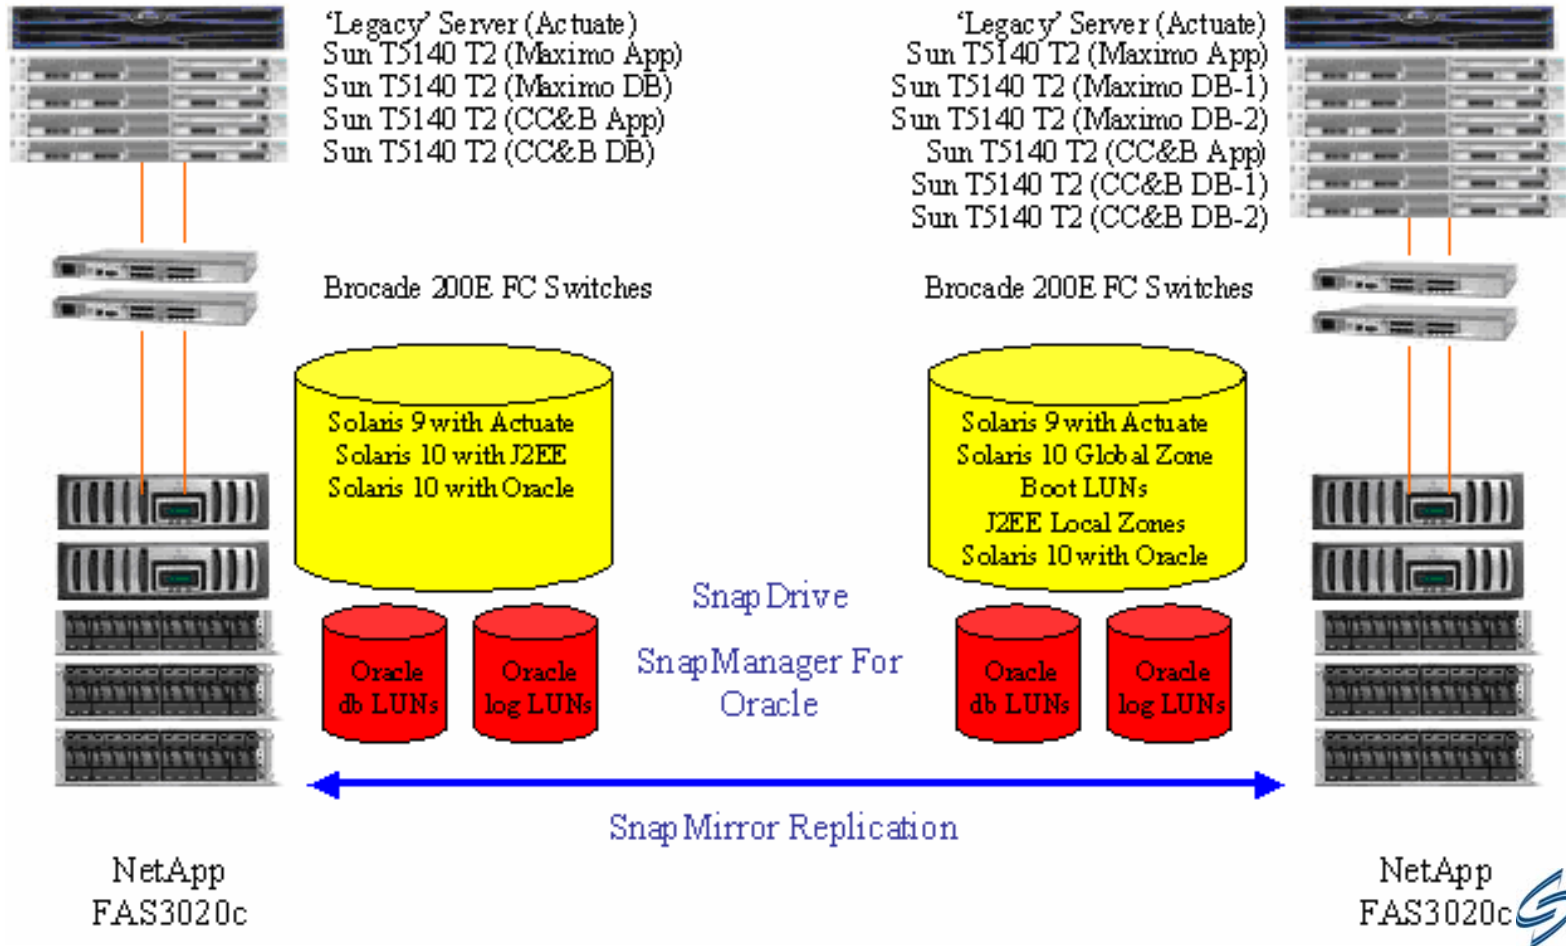 ‘Legacy’ Server (Actuate)
Sun T5140 T2 (Maximo App)
Sun T5140 T2 (Maximo DB)
Sun T5140 T2 (CC&B App)
Sun T5140 T2 (CC&B DB)
‘Legacy’ Server (Actuate)
Sun T5140 T2 (Maximo App)
Sun T5140 T2 (Maximo DB-1)
Sun T5140 T2 (Maximo DB-2)
Sun T5140 T2 (CC&B App)
Sun T5140 T2 (CC&B DB-1)
Sun T5140 T2 (CC&B DB-2)
Brocade 200E FC Switches
Brocade 200E FC Switches
Solaris 9 with Actuate
Solaris 10 with J2EE
Solaris 10 with Oracle
Solaris 9 with Actuate
Solaris 10 Global Zone
Boot LUNs
J2EE Local Zones
Solaris 10 with Oracle
SnapDrive
SnapManager For
Oracle
Oracle
db LUNs
Oracle
log LUNs
Oracle
db LUNs
Oracle
log LUNs
SnapMirror Replication
NetApp
FAS3020c
NetApp
FAS3020c